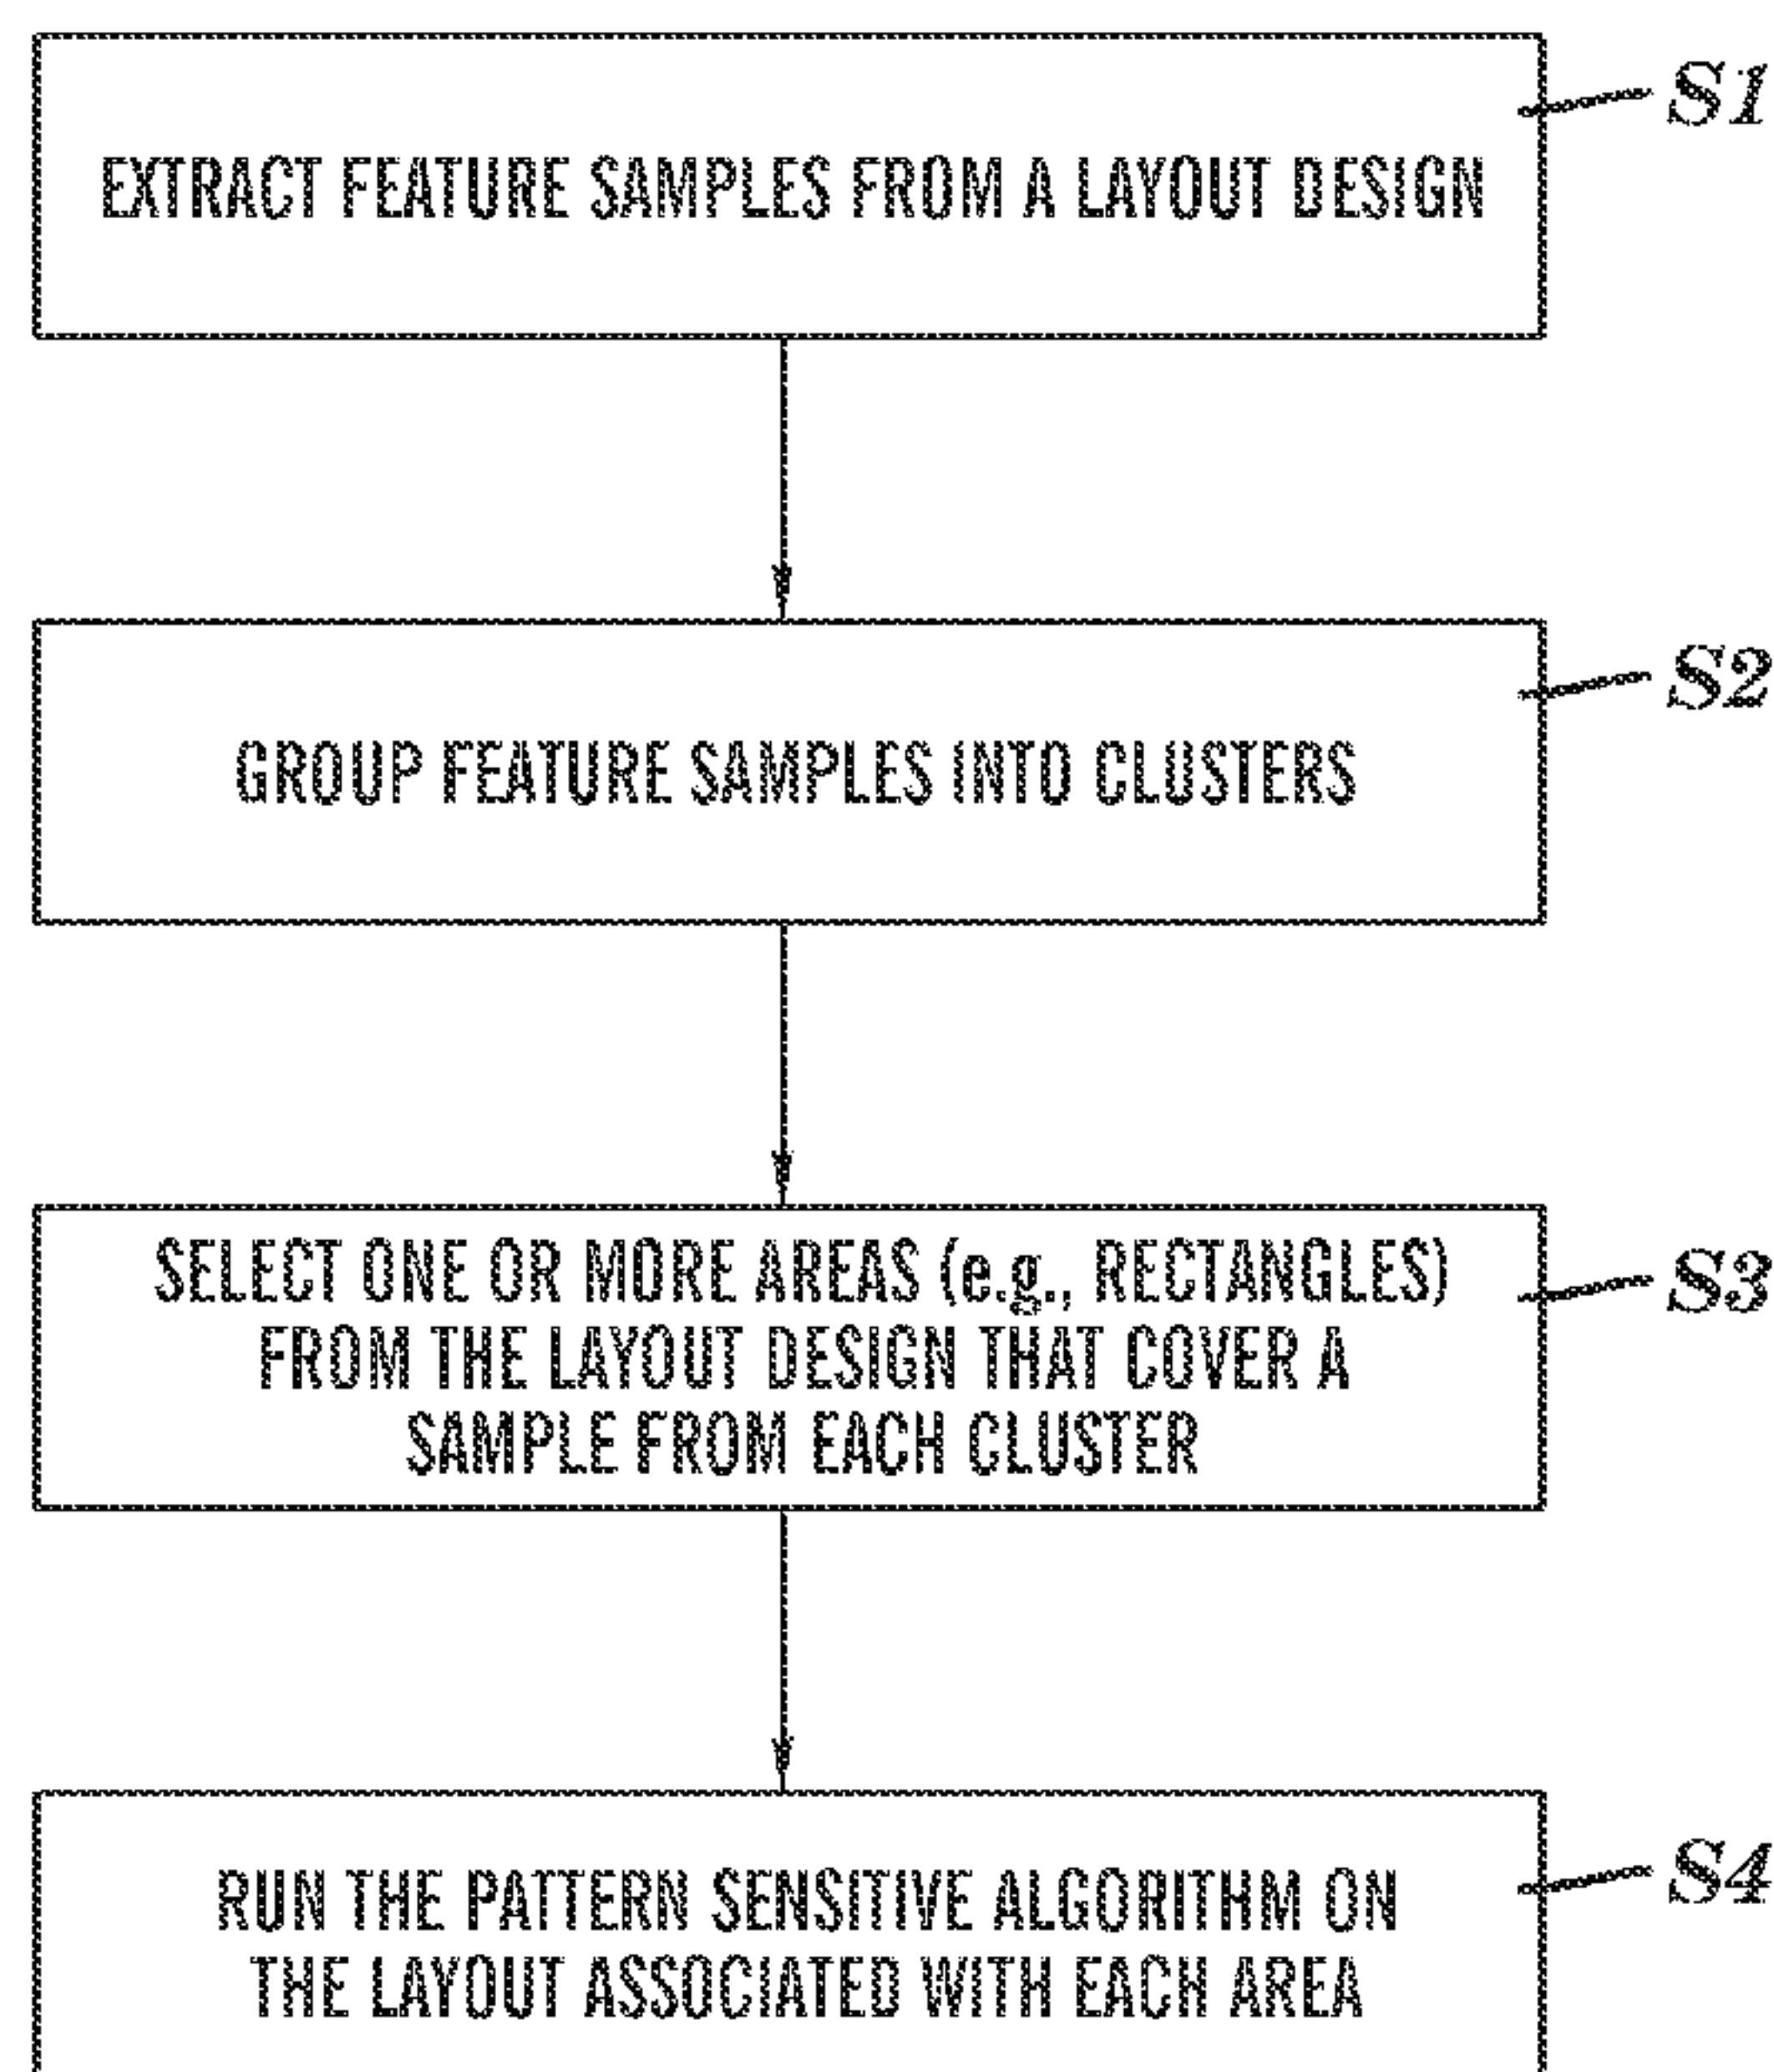 S1
EXTRACT FEATURE SAMPLES FROM A LAYOUT DESIGN
S2
GROUP FEATURE SAMPLES INTO CLUSTERS
S3
SELECT ONE OR MORE AREAS (e.g., RECTANGLES)
FROM THE LAYOUT DESIGN THAT COVER A
SAMPLE FROM EACH CLUSTER
S4
RUN THE PATTERN SENSITIVE ALGORITHM ON
THE LAYOUT ASSOCIATED WITH EACH AREA